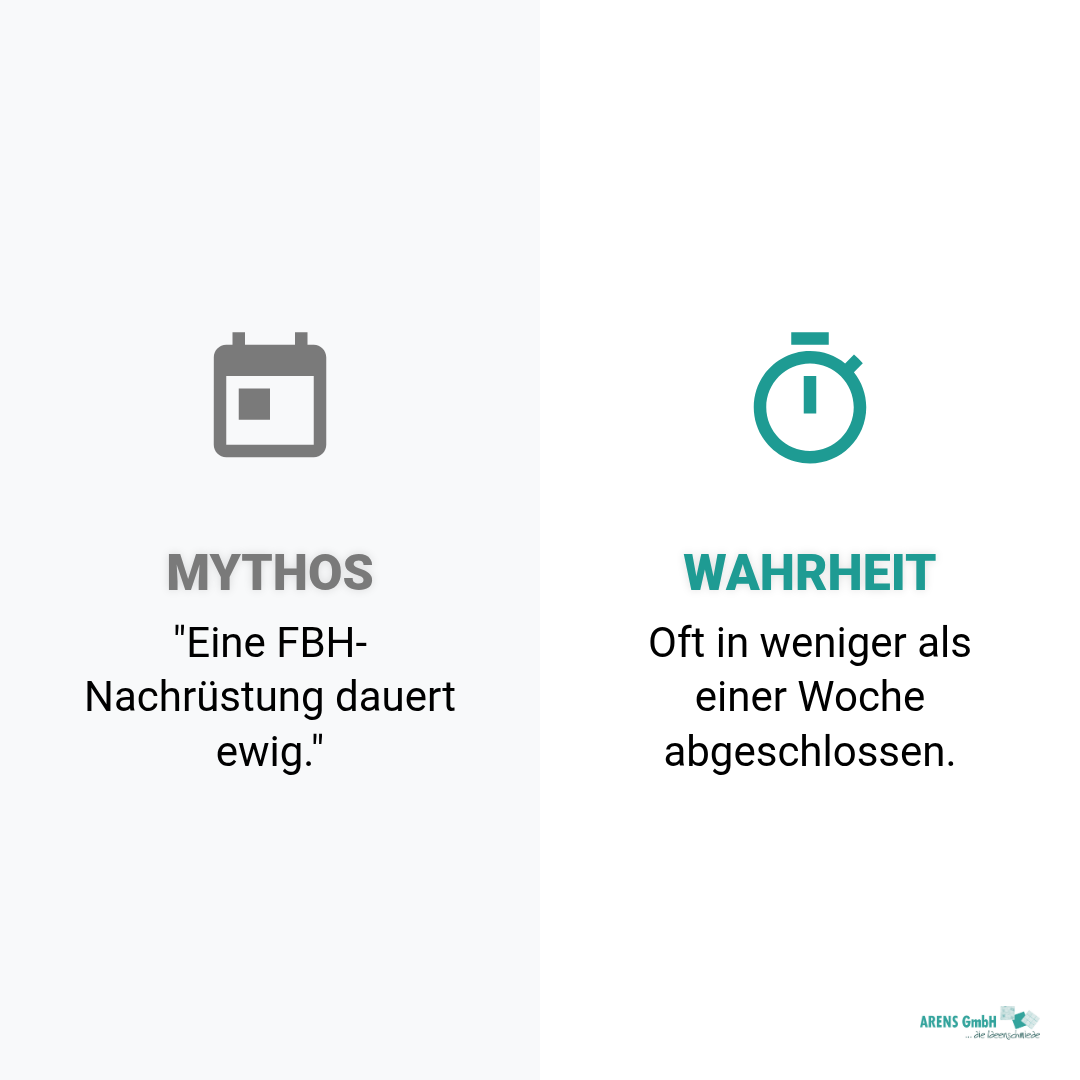 MYTHOS
"Eine FBH-
Nachrüstung dauert
ewig."
WAHRHEIT
Oft in weniger als
einer Woche
abgeschlossen.
ARENS GmbH
... die Ideenschmiede